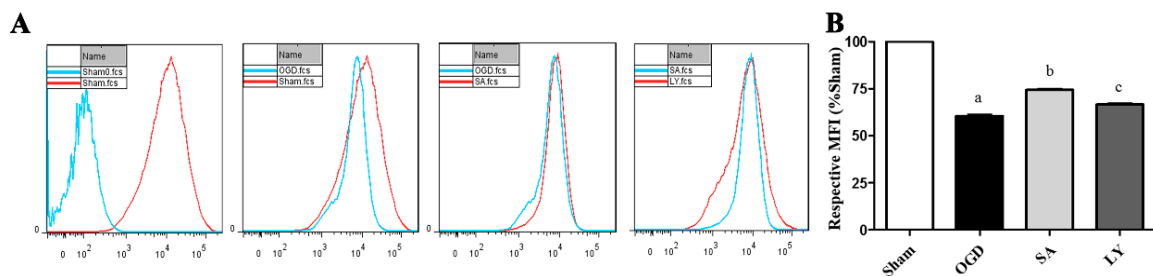 A
B
Name
Sham0.fcs
Sham.fcs
Name
OGD.fcs
Sham.fcs
Name
OGD.fcs
SA.fcs
Name
SA.fcs
LY.fcs
0
0 10² 10³ 10⁴ 10⁵
0
0 10² 10³ 10⁴ 10⁵
0
0 10² 10³ 10⁴ 10⁵
0
0 10² 10³ 10⁴ 10⁵
Respective MFI (%Sham)
100
75
50
25
0
a
b
c
Sham
OGD
SA
LY